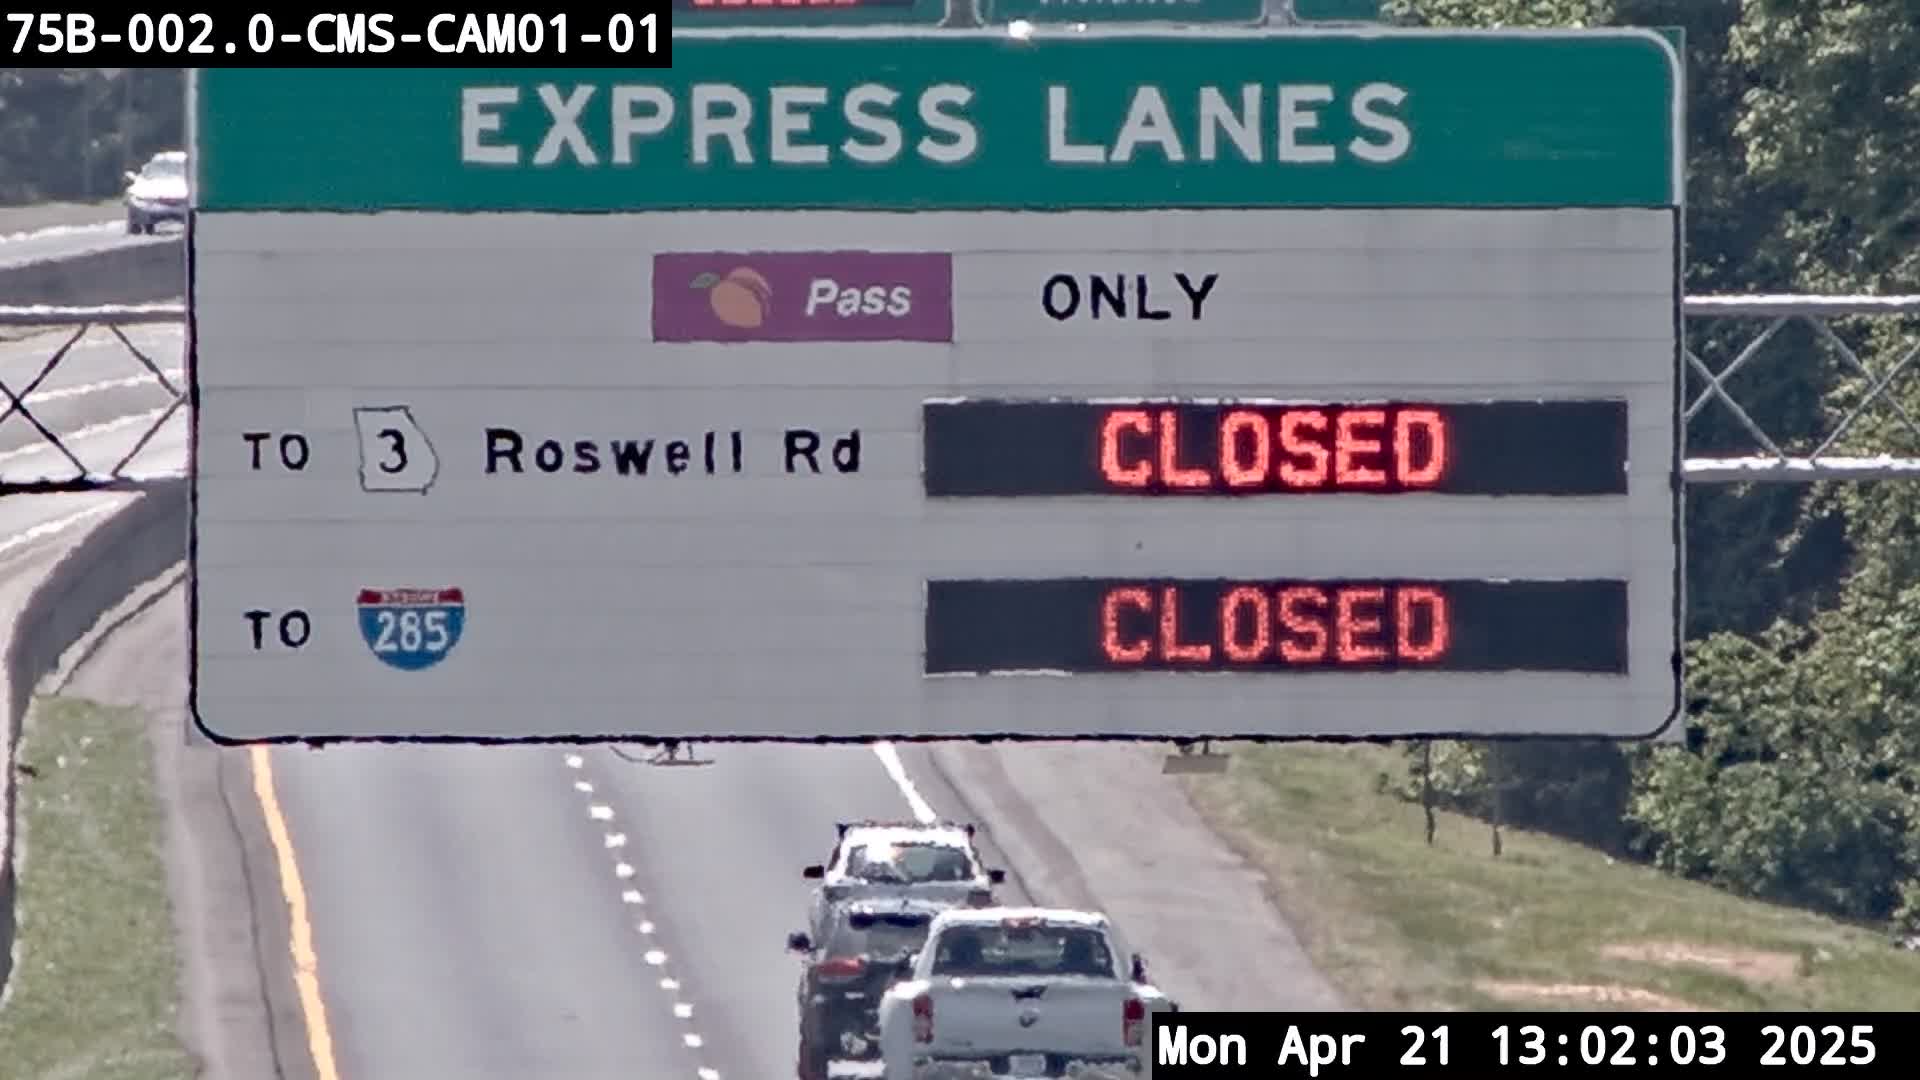 75B-002.0-CMS-CAM01-01
EXPRESS LANES
Pass ONLY
TO 3 Roswell Rd CLOSED
TO 285 CLOSED
Mon Apr 21 13:02:03 2025